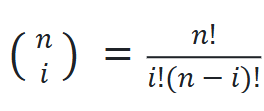 (n i) = n! / i!(n − i)!